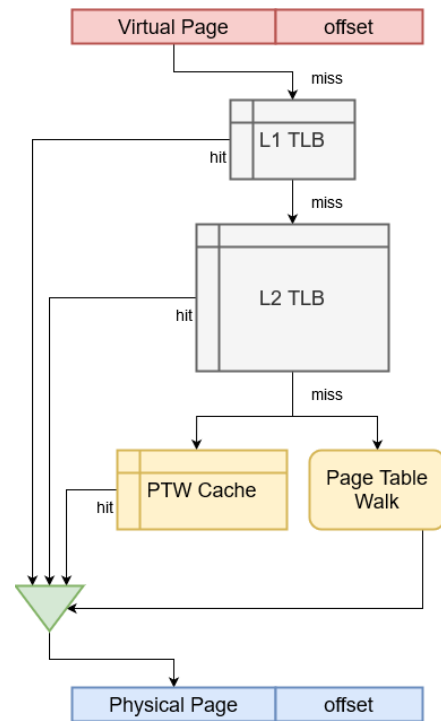 Virtual Page
offset
miss
L1 TLB
hit
miss
L2 TLB
hit
miss
PTW Cache
hit
Page Table
Walk
Physical Page
offset